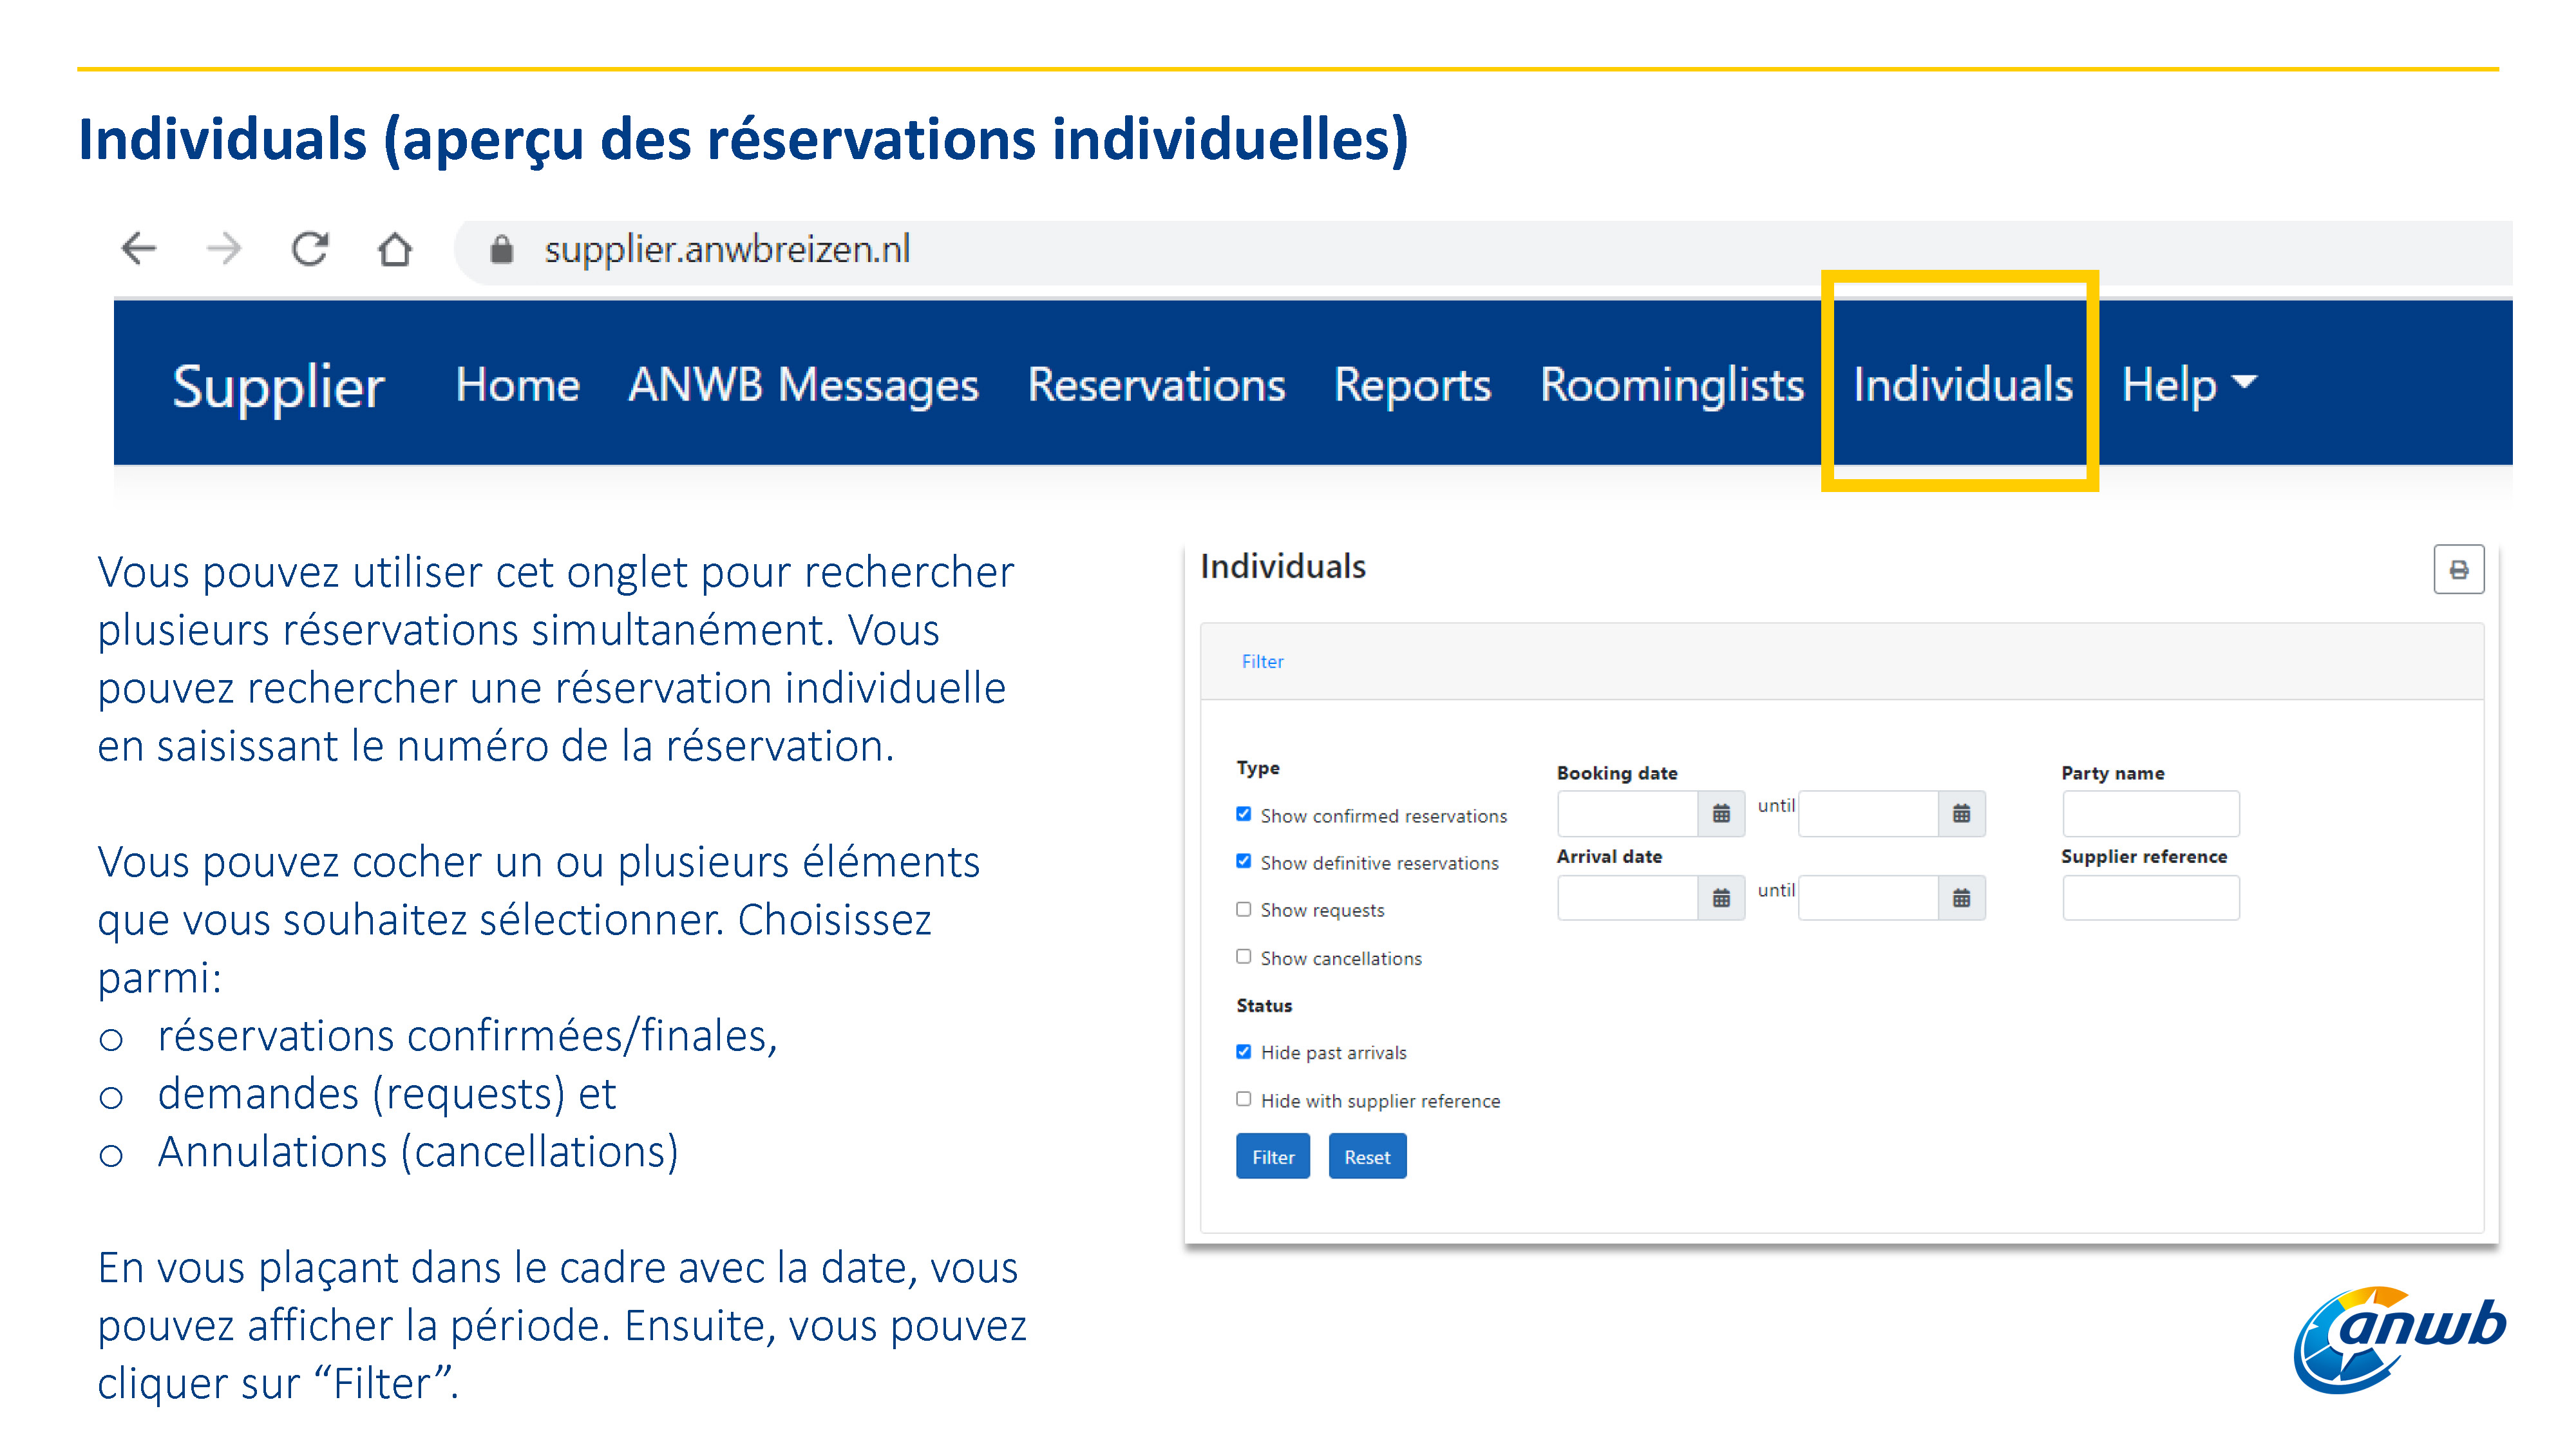 Individuals (aperçu des réservations individuelles)
supplier.anwbreizen.nl
Supplier Home ANWB Messages Reservations Reports Roominglists Individuals Help
Vous pouvez utiliser cet onglet pour rechercher
plusieurs réservations simultanément. Vous
pouvez rechercher une réservation individuelle
en saisissant le numéro de la réservation.
Vous pouvez cocher un ou plusieurs éléments
que vous souhaitez sélectionner. Choisissez
parmi:
o réservations confirmées/finales,
o demandes (requests) et
o Annulations (cancellations)
En vous plaçant dans le cadre avec la date, vous
pouvez afficher la période. Ensuite, vous pouvez
cliquer sur “Filter”.
Individuals
Filter
Type
Show confirmed reservations
Show definitive reservations
Show requests
Show cancellations
Status
Hide past arrivals
Hide with supplier reference
Filter Reset
Booking date
until
Arrival date
until
Party name
Supplier reference
anwb